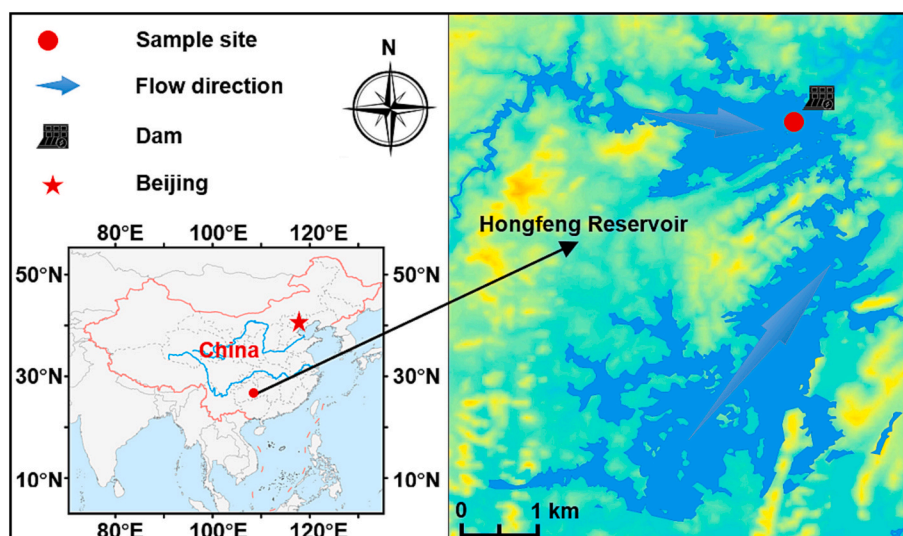 Sample site
Flow direction
Dam
Beijing
N
80°E 100°E 120°E
50°N
30°N
10°N
China
50°N
30°N
10°N
80°E 100°E 120°E
Hongfeng Reservoir
0 1 km